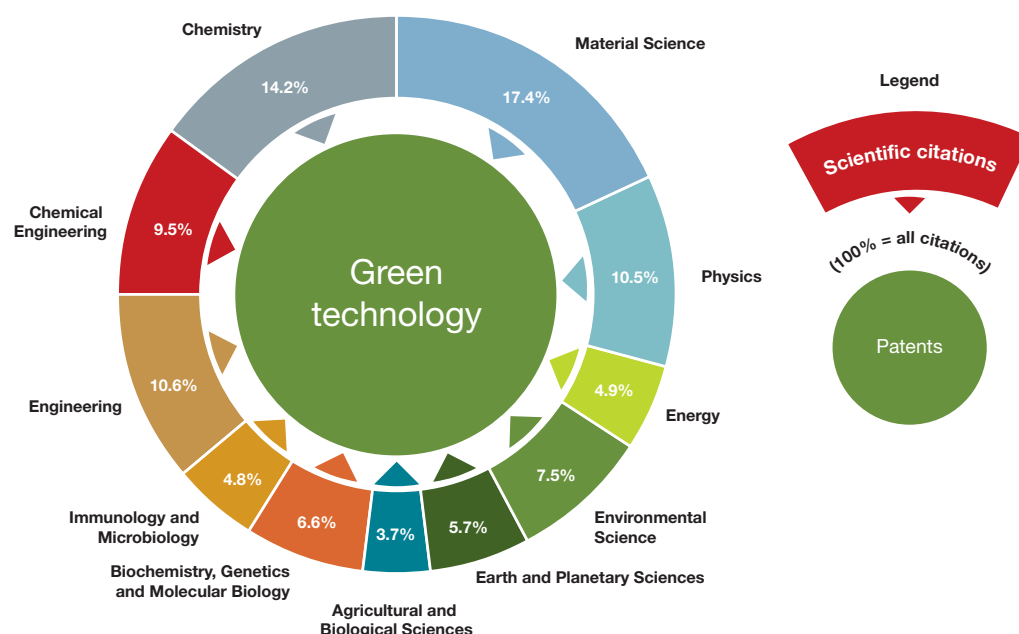 Chemistry
14.2%
Material Science
17.4%
Physics
10.5%
Energy
4.9%
Environmental
Science
7.5%
Earth and Planetary Sciences
5.7%
Agricultural and
Biological Sciences
3.7%
Biochemistry, Genetics
and Molecular Biology
6.6%
Immunology and
Microbiology
4.8%
Engineering
10.6%
Chemical
Engineering
9.5%
Green
technology
Legend
Scientific citations
(100% = all citations)
Patents